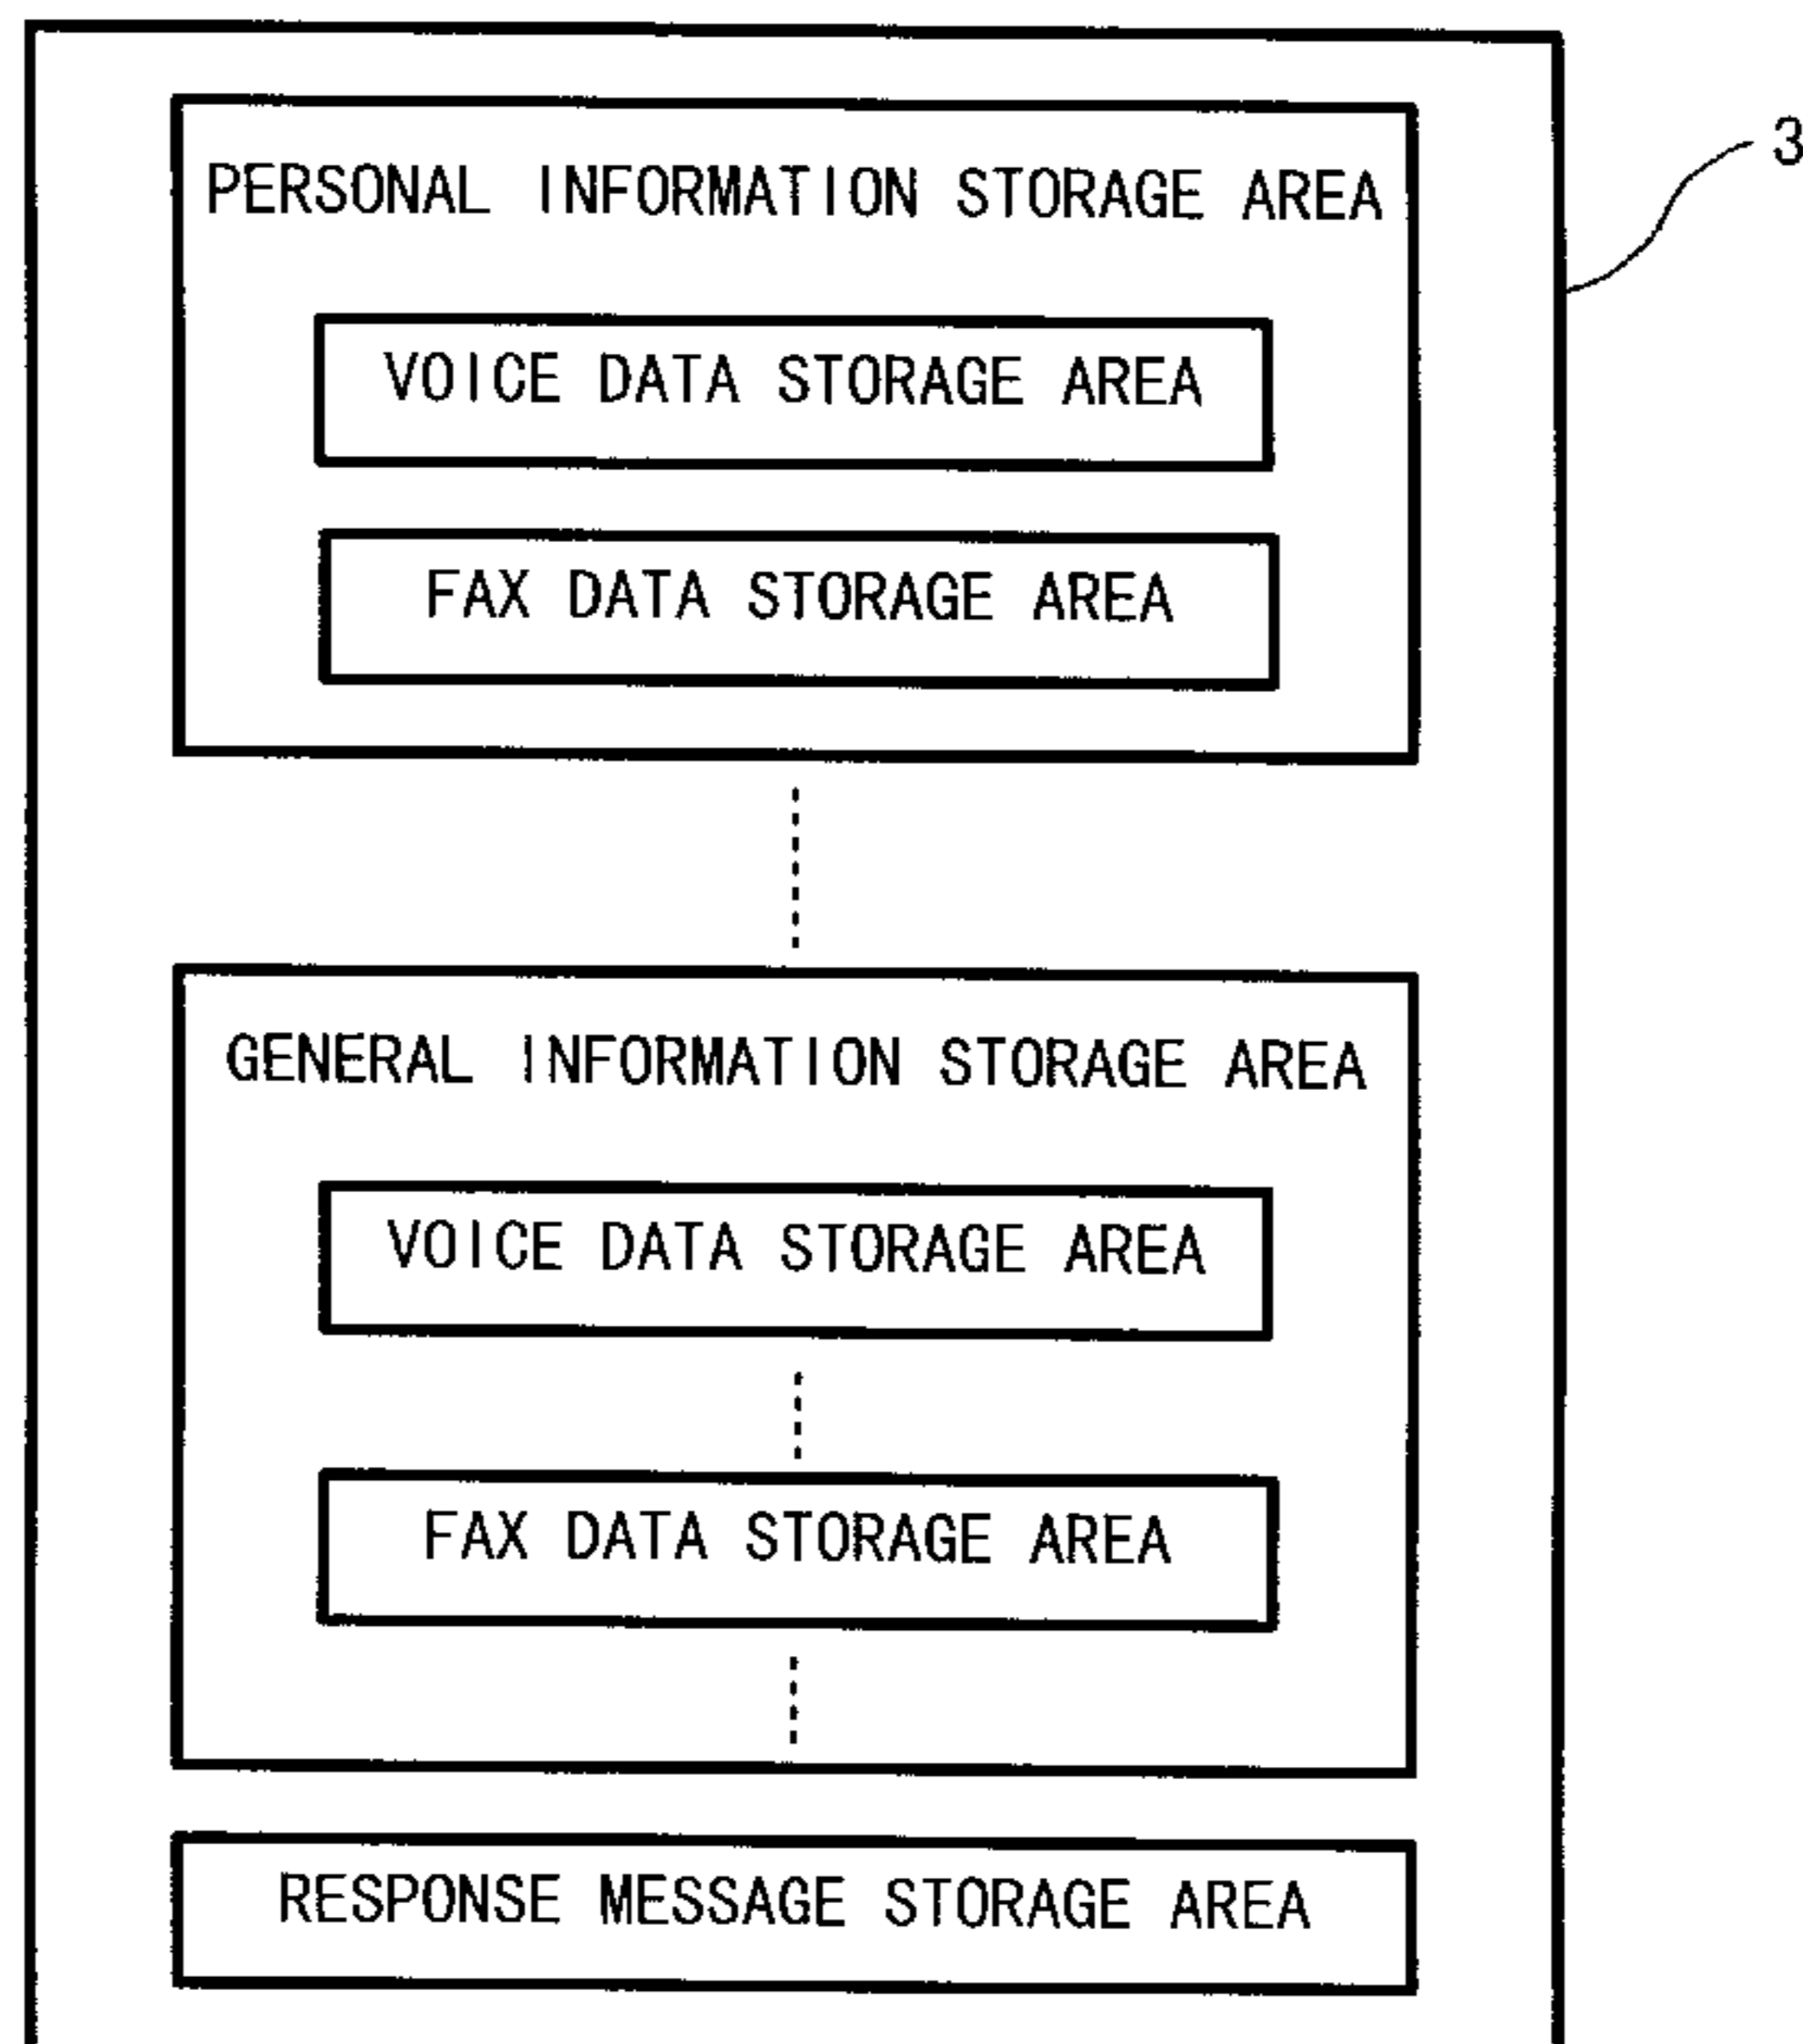 3
PERSONAL INFORMATION STORAGE AREA
VOICE DATA STORAGE AREA
FAX DATA STORAGE AREA
GENERAL INFORMATION STORAGE AREA
VOICE DATA STORAGE AREA
FAX DATA STORAGE AREA
RESPONSE MESSAGE STORAGE AREA